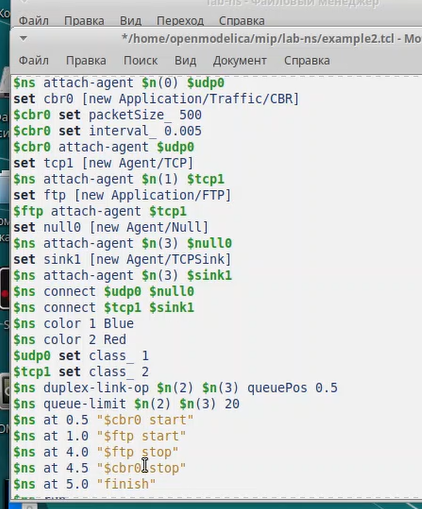 lab-ns - Файловый менеджер
Файл Правка Вид Переход Справка
*/home/openmodelica/mip/lab-ns/example2.tcl - Mo
Файл Правка Поиск Вид Документ Справка
$ns attach-agent $n(0) $udp0
set cbr0 [new Application/Traffic/CBR]
$cbr0 set packetSize_ 500
$cbr0 set interval_ 0.005
$cbr0 attach-agent $udp0
set tcp1 [new Agent/TCP]
$ns attach-agent $n(1) $tcp1
set ftp [new Application/FTP]
$ftp attach-agent $tcp1
set null0 [new Agent/Null]
$ns attach-agent $n(3) $null0
set sink1 [new Agent/TCPSink]
$ns attach-agent $n(3) $sink1
$ns connect $udp0 $null0
$ns connect $tcp1 $sink1
$ns color 1 Blue
$ns color 2 Red
$udp0 set class_ 1
$tcp1 set class_ 2
$ns duplex-link-op $n(2) $n(3) queuePos 0.5
$ns queue-limit $n(2) $n(3) 20
$ns at 0.5 "$cbr0 start"
$ns at 1.0 "$ftp start"
$ns at 4.0 "$ftp stop"
$ns at 4.5 "$cbr0 stop"
$ns at 5.0 "finish"
$ns run